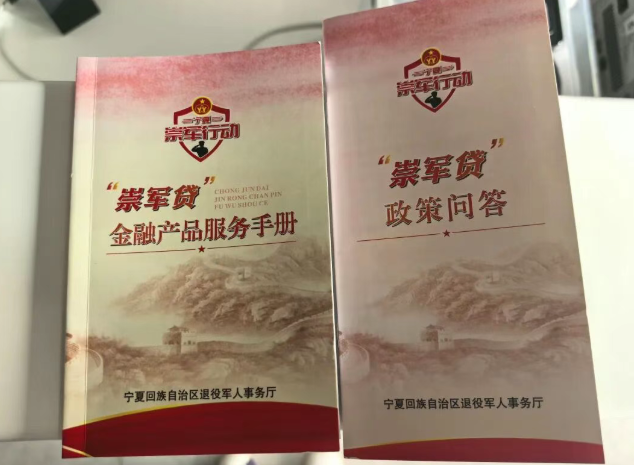 宁夏
崇军行动
“崇军贷”
CHONG JUN DAI
JIN RONG CHAN PIN
FU WU SHOU CE
金融产品服务手册
宁夏回族自治区退役军人事务厅
宁夏
崇军行动
“崇军贷”
政策问答
宁夏回族自治区退役军人事务厅